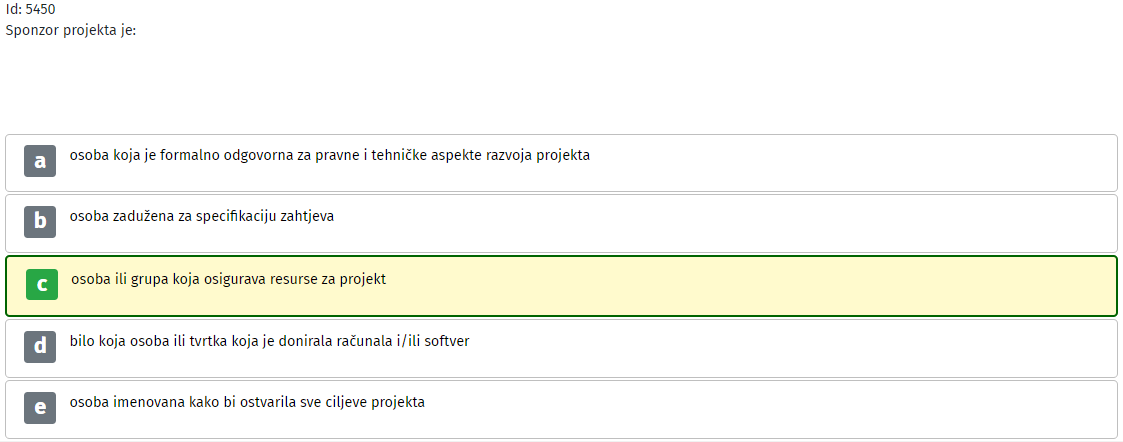 Id: 5450
Sponzor projekta je:
a osoba koja je formalno odgovorna za pravne i tehničke aspekte razvoja projekta
b osoba zadužena za specifikaciju zahtjeva
c osoba ili grupa koja osigurava resurse za projekt
d bilo koja osoba ili tvrtka koja je donirala računala i/ili softver
e osoba imenovana kako bi ostvarila sve ciljeve projekta